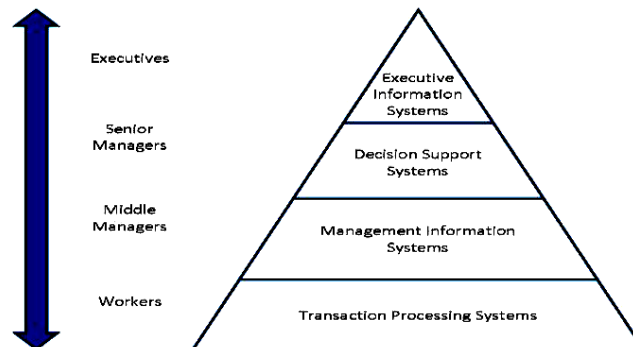 Executives
Executive
Information
Systems
Senior
Managers
Decision Support
Systems
Middle
Managers
Management Information
Systems
Workers
Transaction Processing Systems